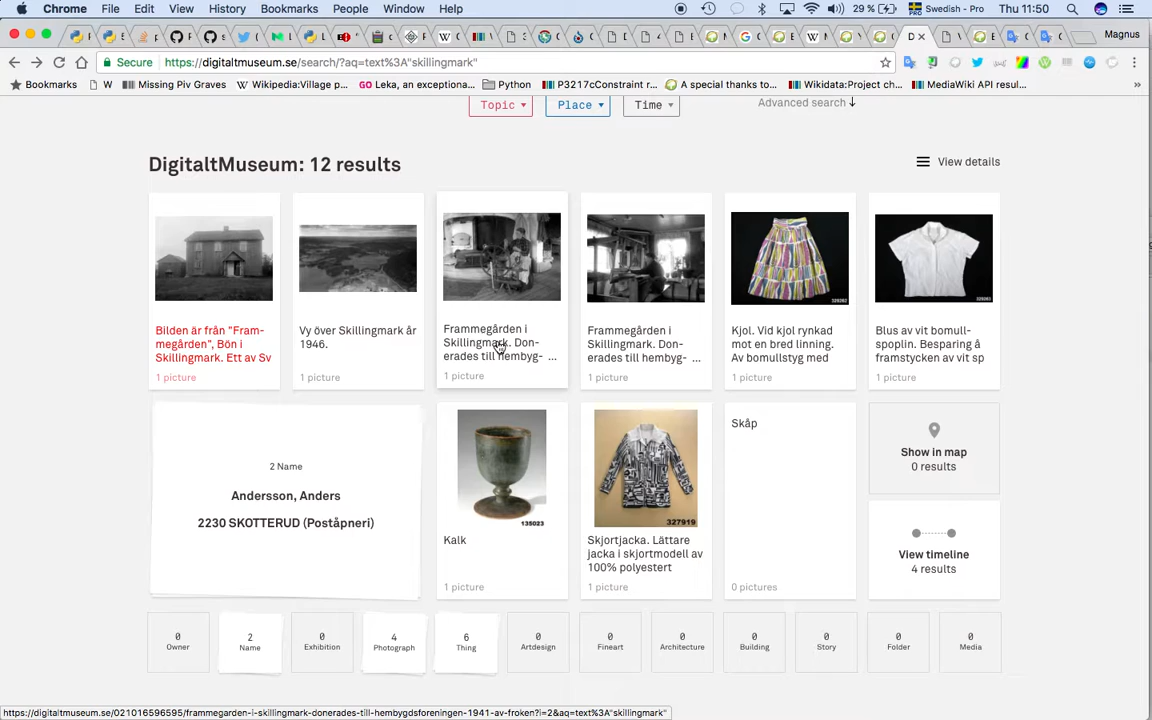 Chrome File Edit View History Bookmarks People Window Help
29 % Swedish - Pro Thu 11:50
Magnus
Secure https://digitaltmuseum.se/search/?aq=text%3A"skillingmark"
Bookmarks W Missing Piv Graves Wikipedia:Village p... GO Leka, an exceptiona... Python P3217cConstraint r... A special thanks to... Wikidata:Project ch... MediaWiki API resul... »
Topic ▾ Place ▾ Time ▾ Advanced search
DigitaltMuseum: 12 results
View details
Bilden är från "Fram-
megården", Bön i
Skillingmark. Ett av Sv
1 picture
Vy över Skillingmark år
1946.
1 picture
Frammegården i
Skillingmark. Don-
erades till hembyg- ...
1 picture
Frammegården i
Skillingmark. Don-
erades till hembyg- ...
1 picture
329262
Kjol. Vid kjol rynkad
mot en bred linning.
Av bomullstyg med
1 picture
Blus av vit bomull-
spoplin. Besparing å
framstycken av vit sp
1 picture
2 Name
Andersson, Anders
2230 SKOTTERUD (Poståpneri)
135023
Kalk
1 picture
327919
Skjortjacka. Lättare
jacka i skjortmodell av
100% polyestert
1 picture
Skåp
0 pictures
Show in map
0 results
View timeline
4 results
0 Owner
2 Name
0 Exhibition
4 Photograph
6 Thing
0 Artdesign
0 Fineart
0 Architecture
0 Building
0 Story
0 Folder
0 Media
https://digitaltmuseum.se/021016596595/frammegarden-i-skillingmark-donerades-till-hembygdsforeningen-1941-av-froken?i=2&aq=text%3A"skillingmark"